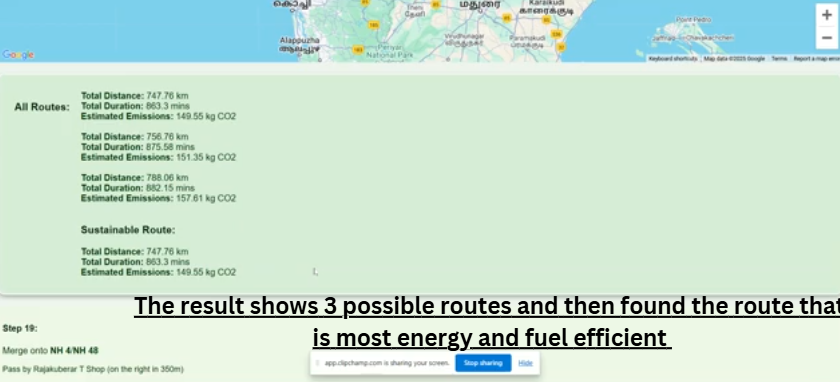 கொச்சி
மதுரை
Karaikudi
காரைக்குடி
Theni
தேனி
Alappuzha
ആലപ്പുഴ
Periyar
National Park
Virudhunagar
விருதுநகர்
Paramakudi
பரமக்குடி
Point Pedro
Google
Keyboard shortcuts Map data ©2025 Google Terms Report a map error
All Routes:
Total Distance: 747.76 km
Total Duration: 863.3 mins
Estimated Emissions: 149.55 kg CO2
Total Distance: 756.76 km
Total Duration: 875.58 mins
Estimated Emissions: 151.35 kg CO2
Total Distance: 788.06 km
Total Duration: 882.15 mins
Estimated Emissions: 157.61 kg CO2
Sustainable Route:
Total Distance: 747.76 km
Total Duration: 863.3 mins
Estimated Emissions: 149.55 kg CO2
The result shows 3 possible routes and then found the route that
is most energy and fuel efficient
Step 19:
Merge onto NH 4/NH 48
Pass by Rajakuberar T Shop (on the right in 350m)
app.clipchamp.com is sharing your screen. Stop sharing Hide